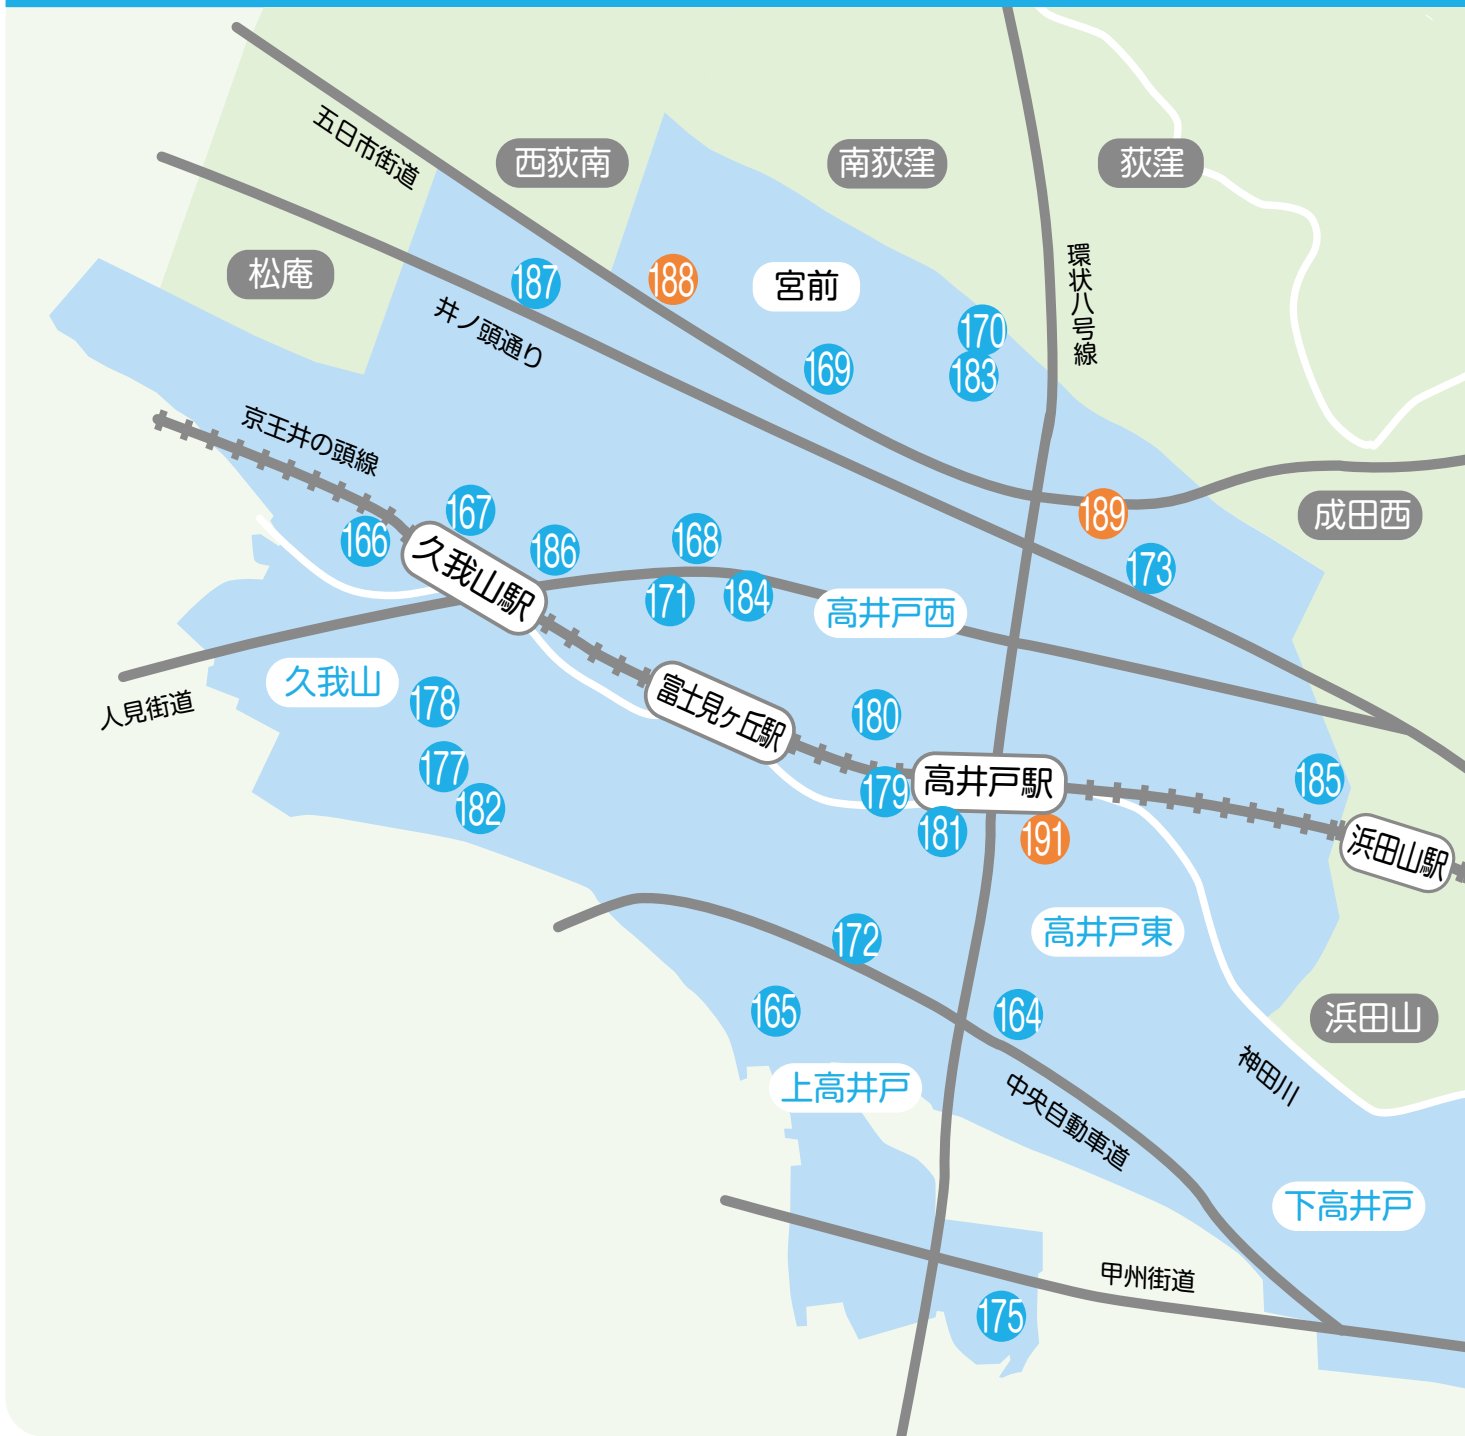 五日市街道
西荻南
南荻窪
荻窪
環状八号線
松庵
187
188
宮前
井ノ頭通り
170
169
183
京王井の頭線
167
166
久我山駅
186
168
189
成田西
173
171
184
高井戸西
久我山
人見街道
178
富士見ヶ丘駅
180
177
182
179
高井戸駅
185
181
191
浜田山駅
172
高井戸東
165
164
浜田山
上高井戸
中央自動車道
神田川
下高井戸
甲州街道
175